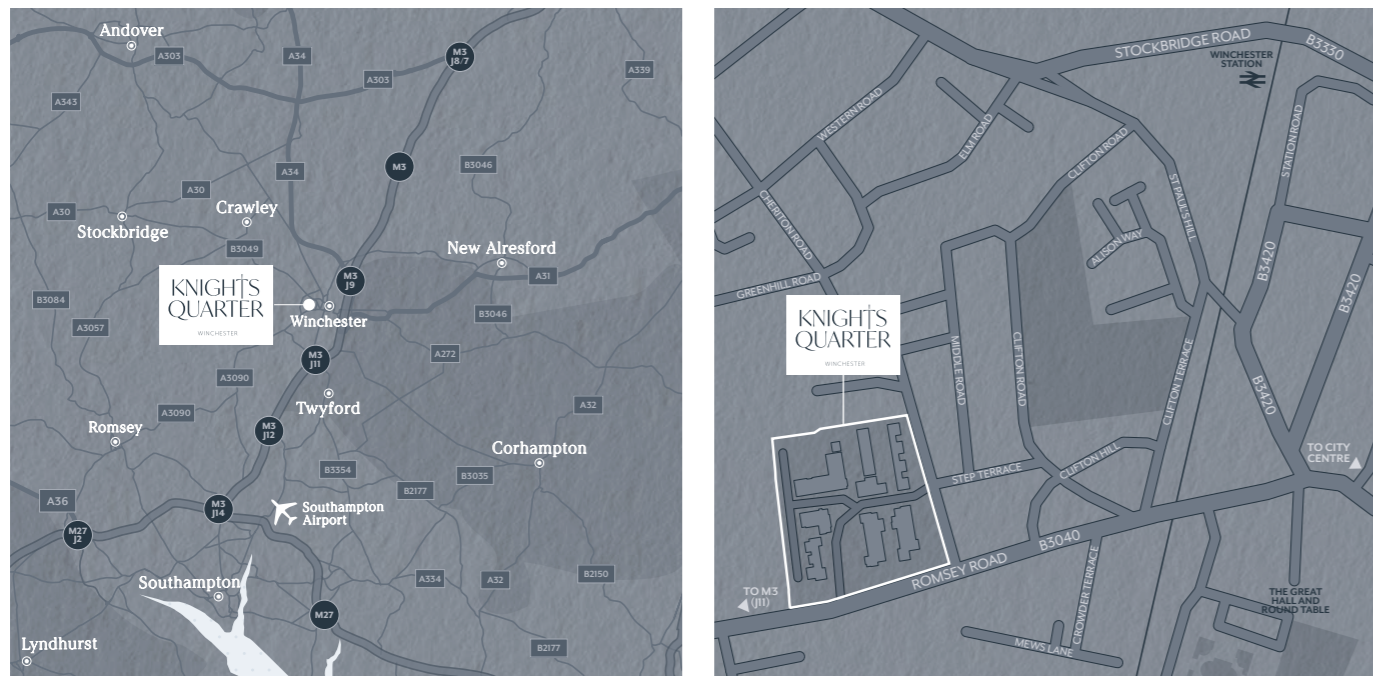 Andover
A303
A34
M3
J8/7
A303
A339
A343
M3
B3046
A34
A30
A30
Crawley
Stockbridge
B3049
New Alresford
A31
M3
J9
KNIGHTS
QUARTER
WINCHESTER
Winchester
B3084
A3057
B3046
M3
J11
A272
A3090
Twyford
A32
A3090
Romsey
M3
J12
Corhampton
B3354
B3035
B2177
A36
M3
J14
Southampton
Airport
M27
J2
Southampton
A334
A32
B2150
M27
Lyndhurst
B2177
STOCKBRIDGE ROAD
B3330
WINCHESTER
STATION
WESTERN ROAD
ELM ROAD
CLIFTON ROAD
STATION ROAD
CHERITON ROAD
ST PAUL'S HILL
ALISON WAY
B3420
B3420
GREENHILL ROAD
KNIGHTS
QUARTER
WINCHESTER
MIDDLE ROAD
CLIFTON ROAD
CLIFTON TERRACE
B3420
TO CITY
CENTRE
STEP TERRACE
CLIFTON HILL
B3040
ROMSEY ROAD
TO M3
(J11)
CROWDER TERRACE
MEWS LANE
THE GREAT
HALL AND
ROUND TABLE